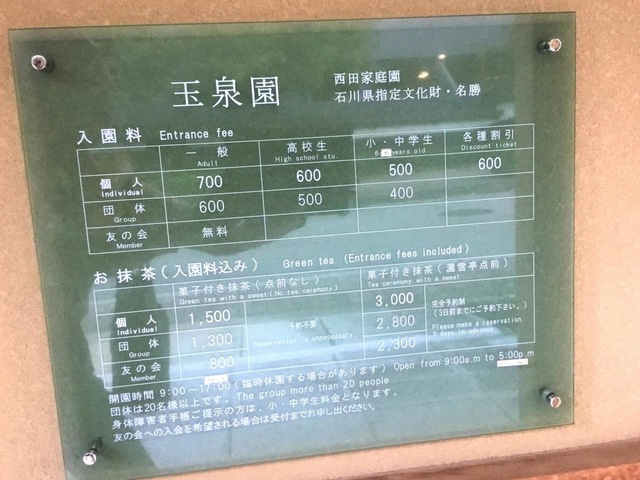 玉泉園
西田家庭園
石川県指定文化財・名勝
入園料 Entrance fee
一般 高校生 小・中学生 各種割引
Adult High school stu. years old Discount ticket
個人 700 600 500 600
Individual
団体 600 500 400
Group
友の会 無料
Member
お抹茶(入園料込み) Green tea (Entrance fees included)
菓子付き抹茶(点前なし) 菓子付き抹茶(灑雪亭点前)
Green tea with a sweet(No tea ceremony) Tea ceremony with a sweet
個人 1,500 予約不要 3,000 完全予約制
Individual Reservation is unnecessary (3日前までにご予約下さい。)
団体 1,300 2,800 Please make a reservation
Group 3 days in advance
友の会 800 2,300
Member
開園時間 9:00〜17:00(臨時休園する場合があります) Open from 9:00a.m to 5:00p.m
団体は20名様以上です。The group more than 20 people
身体障害者手帳ご提示の方は、小・中学生料金となります。
友の会への入会を希望される場合は受付までお申し出ください。